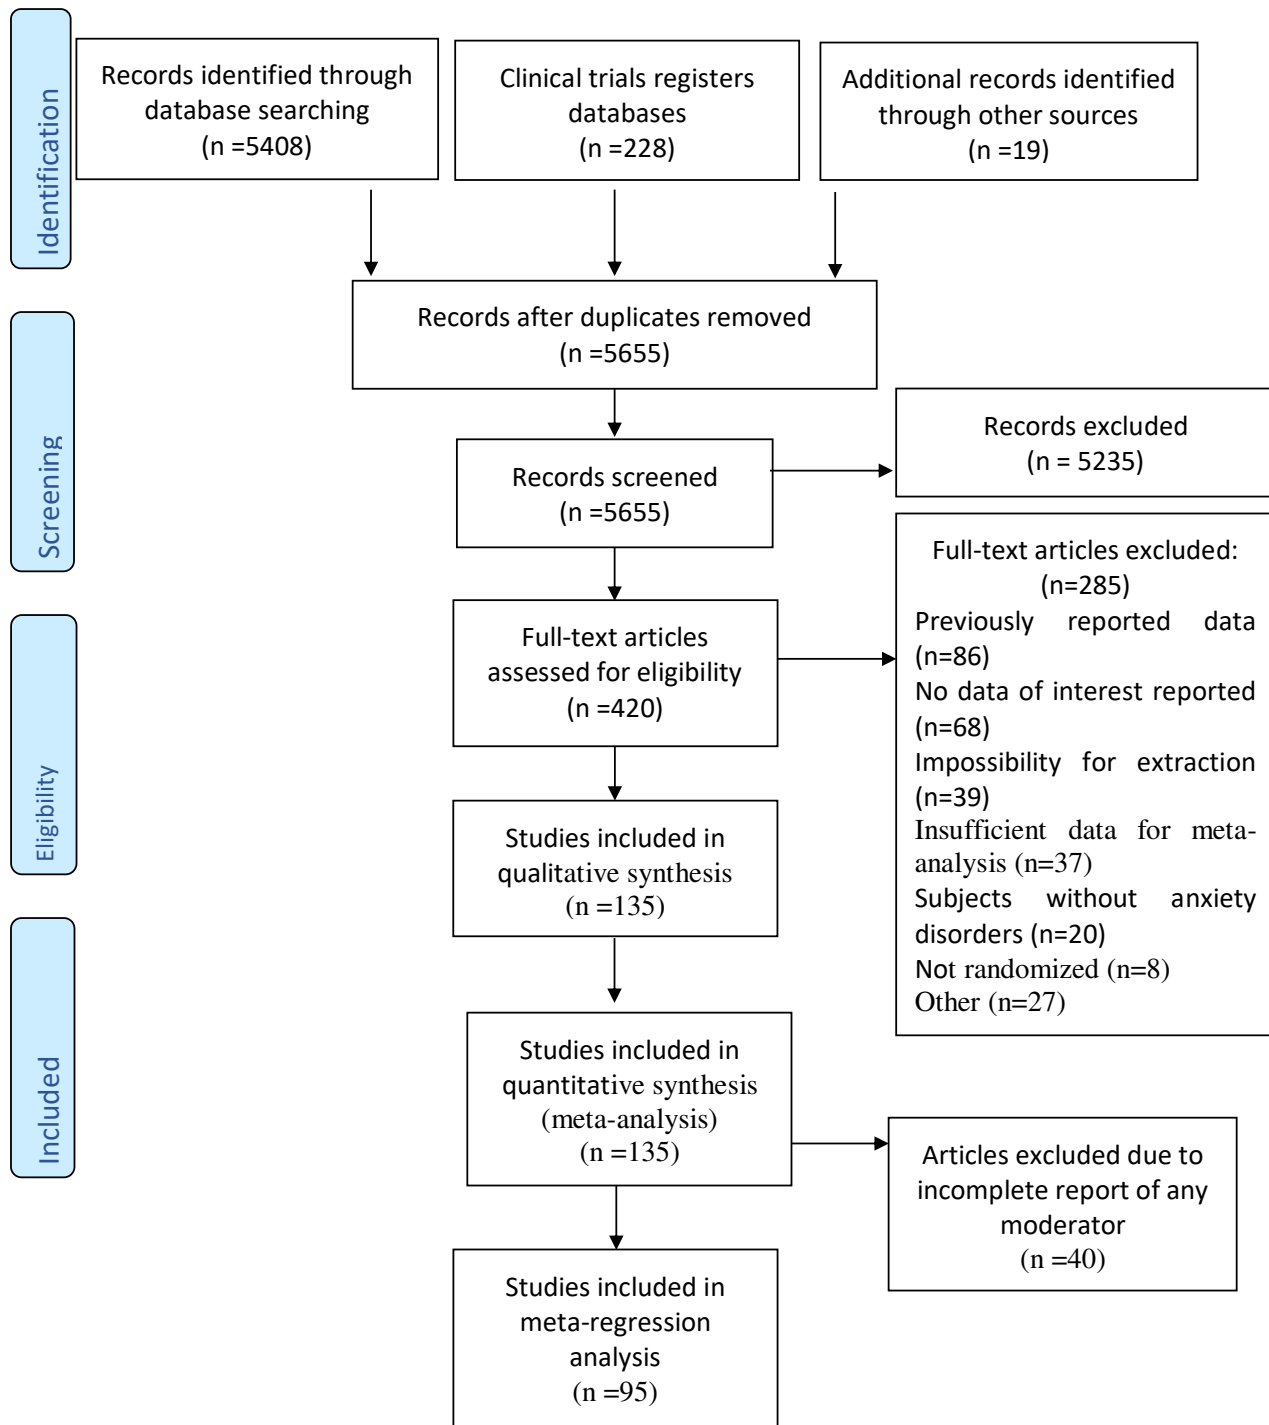 Identification
Records identified through
database searching
(n =5408)
Clinical trials registers
databases
(n =228)
Additional records identified
through other sources
(n =19)
Records after duplicates removed
(n =5655)
Screening
Records screened
(n =5655)
Records excluded
(n = 5235)
Full-text articles
assessed for eligibility
(n =420)
Full-text articles excluded:
(n=285)
Previously reported data
(n=86)
No data of interest reported
(n=68)
Impossibility for extraction
(n=39)
Insufficient data for meta-
analysis (n=37)
Subjects without anxiety
disorders (n=20)
Not randomized (n=8)
Other (n=27)
Eligibility
Studies included in
qualitative synthesis
(n =135)
Included
Studies included in
quantitative synthesis
(meta-analysis)
(n =135)
Articles excluded due to
incomplete report of any
moderator
(n =40)
Studies included in
meta-regression
analysis
(n =95)